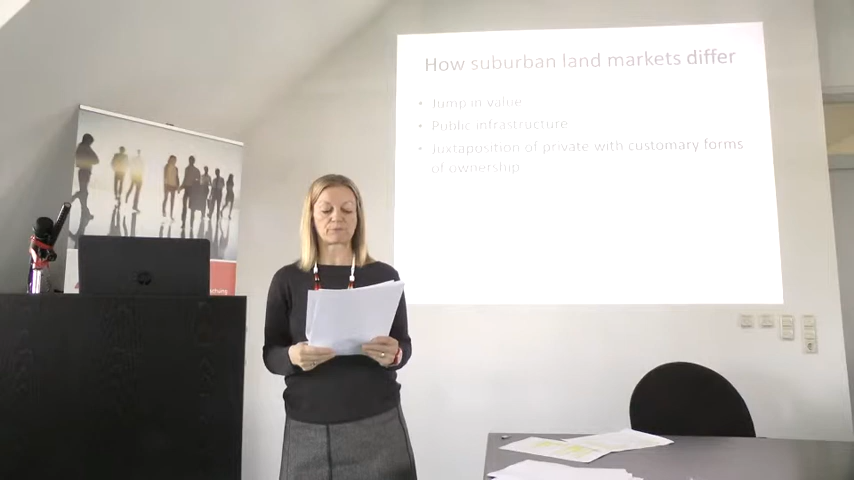 How suburban land markets differ
• Jump in value
• Public infrastructure
• Juxtaposition of private with customary forms
of ownership